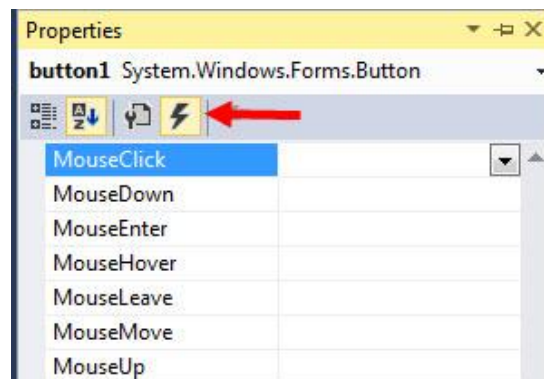 Properties
button1 System.Windows.Forms.Button
MouseClick
MouseDown
MouseEnter
MouseHover
MouseLeave
MouseMove
MouseUp